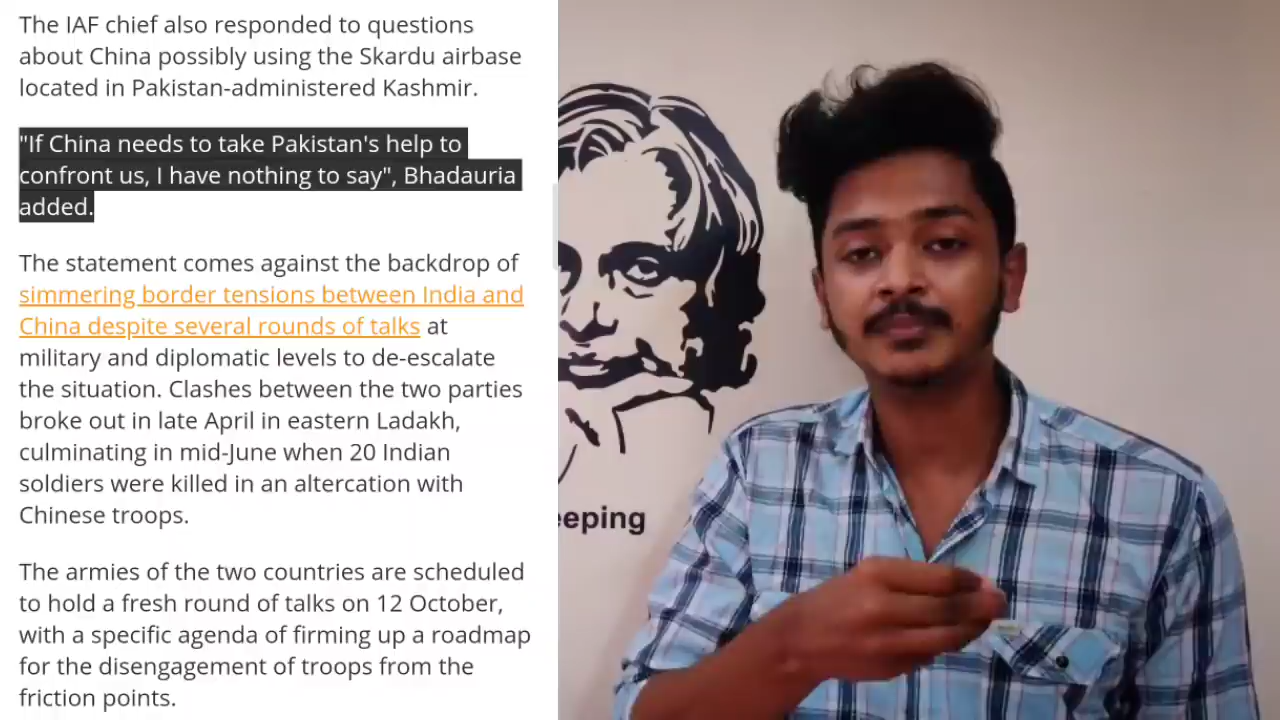 The IAF chief also responded to questions
about China possibly using the Skardu airbase
located in Pakistan-administered Kashmir.
"If China needs to take Pakistan's help to
confront us, I have nothing to say", Bhadauria
added.
The statement comes against the backdrop of
simmering border tensions between India and
China despite several rounds of talks at
military and diplomatic levels to de-escalate
the situation. Clashes between the two parties
broke out in late April in eastern Ladakh,
culminating in mid-June when 20 Indian
soldiers were killed in an altercation with
Chinese troops.
The armies of the two countries are scheduled
to hold a fresh round of talks on 12 October,
with a specific agenda of firming up a roadmap
for the disengagement of troops from the
friction points.
eeping